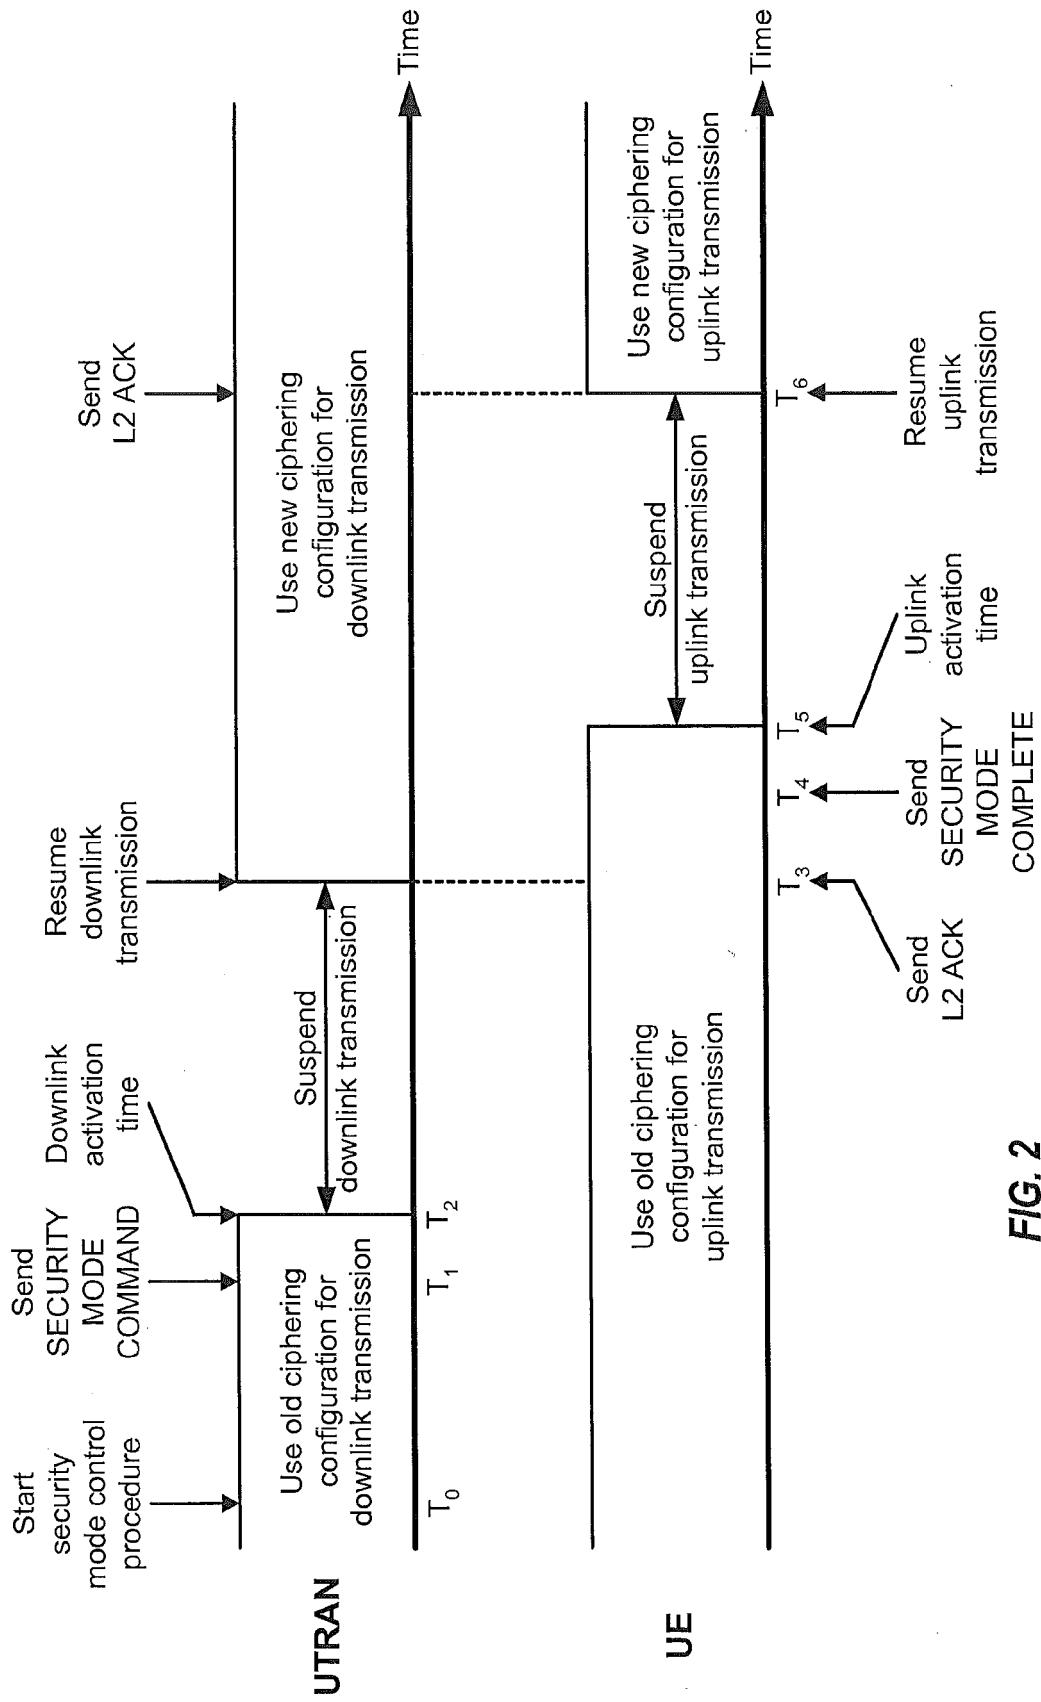 Start
security
mode control
procedure
Send
SECURITY
MODE
COMMAND
Downlink
activation
time
Resume
downlink
transmission
Send
L2 ACK
UTRAN
Use old ciphering
configuration for
downlink transmission
Suspend
downlink transmission
Use new ciphering
configuration for
downlink transmission
Time
T0
T1
T2
UE
Use old ciphering
configuration for
uplink transmission
Suspend
uplink transmission
Use new ciphering
configuration for
uplink transmission
Time
T3
T4
T5
T6
Send
L2 ACK
Send
SECURITY
MODE
COMPLETE
Uplink
activation
time
Resume
uplink
transmission
FIG. 2